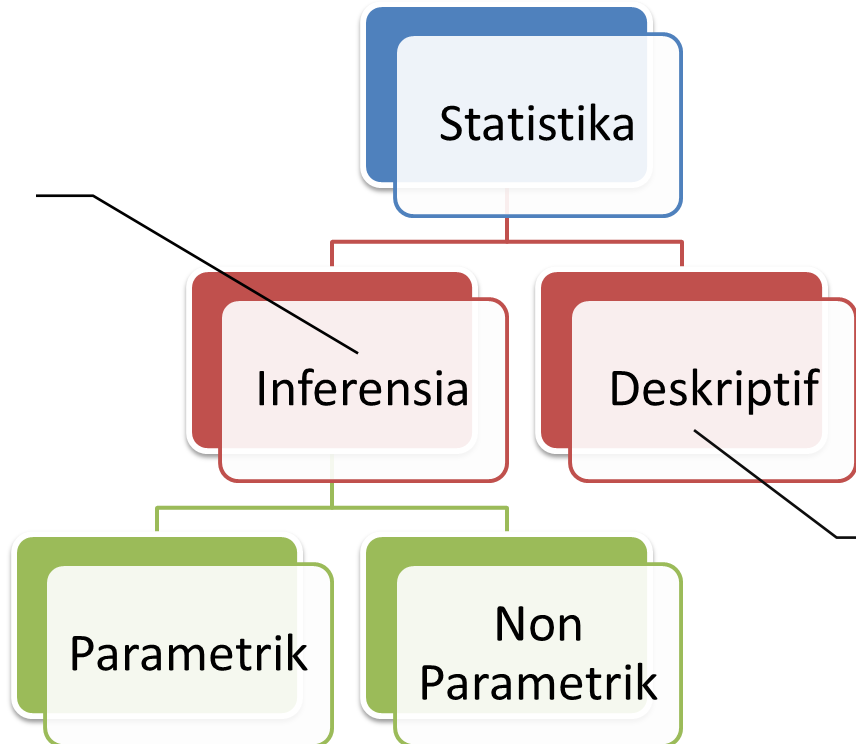 Statistika
Inferensia
Deskriptif
Parametrik
Non
Parametrik